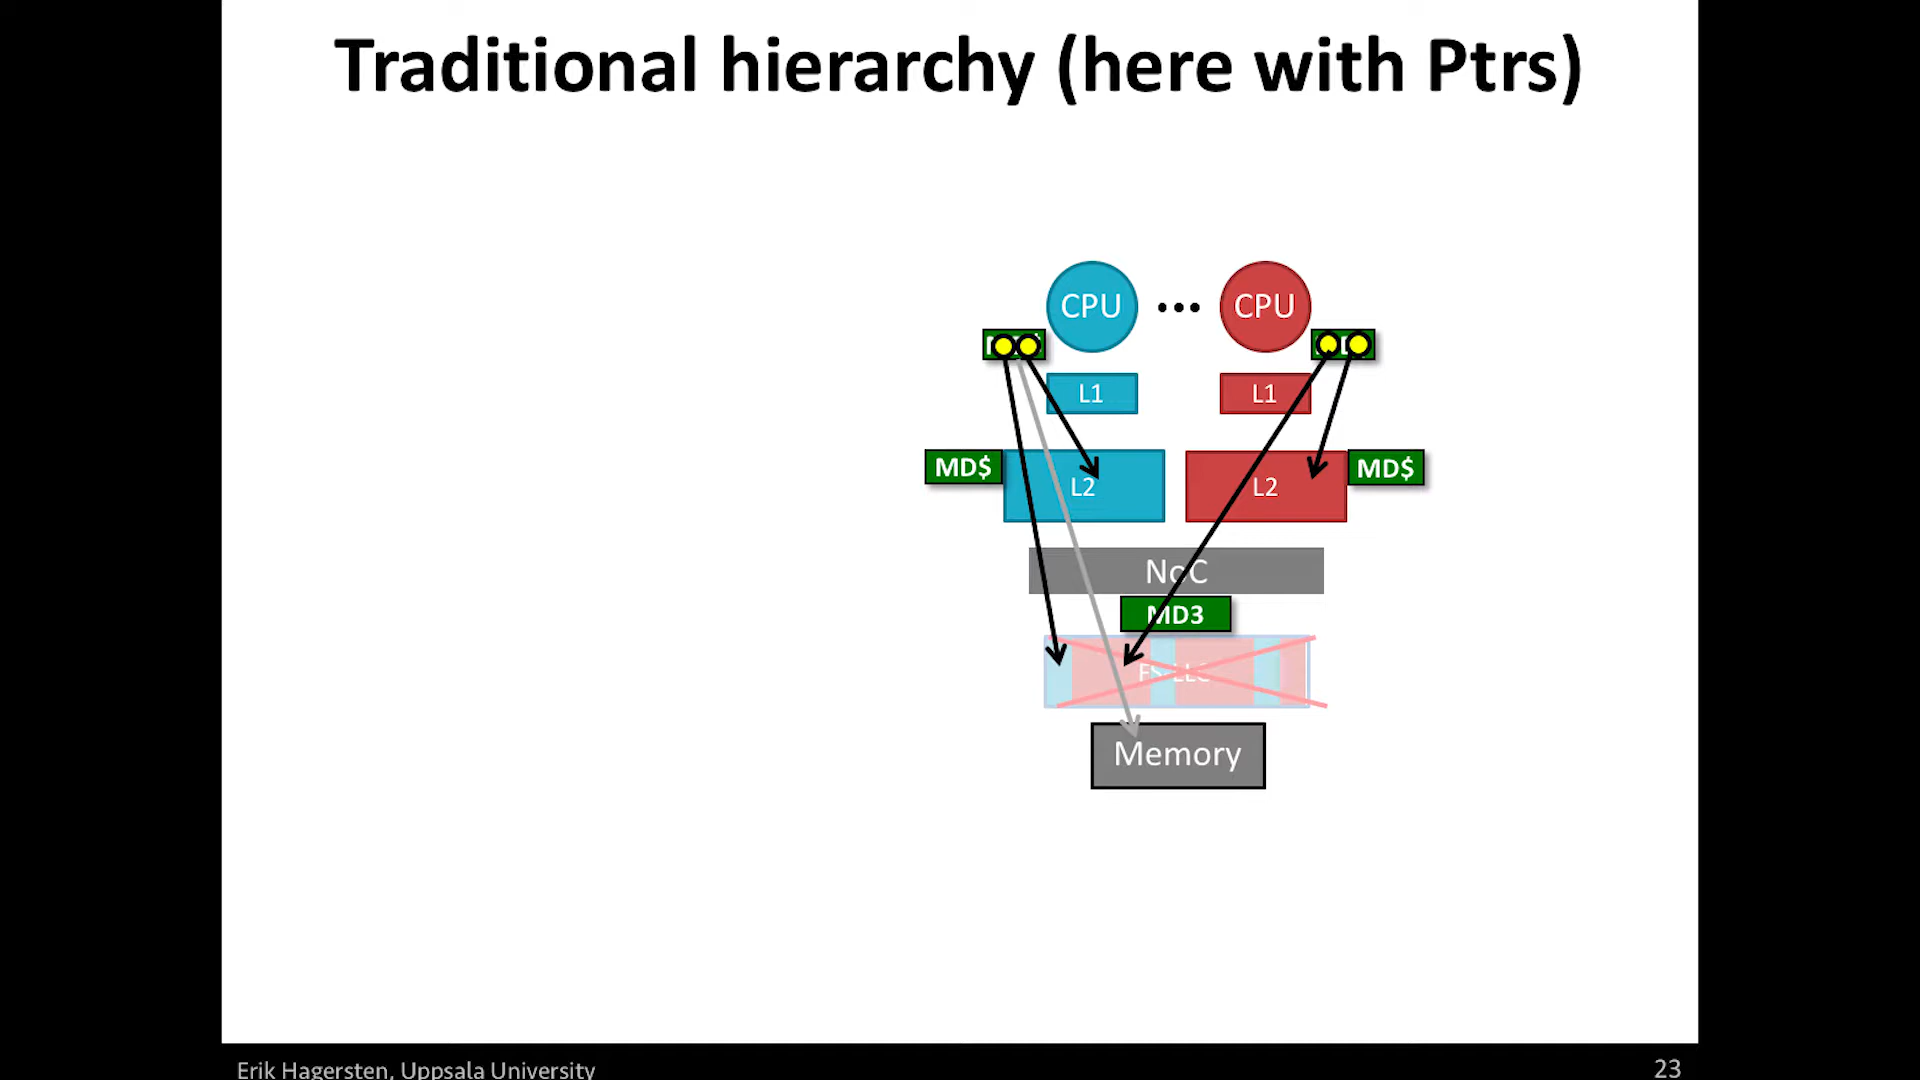 Traditional hierarchy (here with Ptrs)
CPU ••• CPU
L1 L1
MD$ L2 L2 MD$
NoC
MD3
Memory
Erik Hagersten, Uppsala University
23